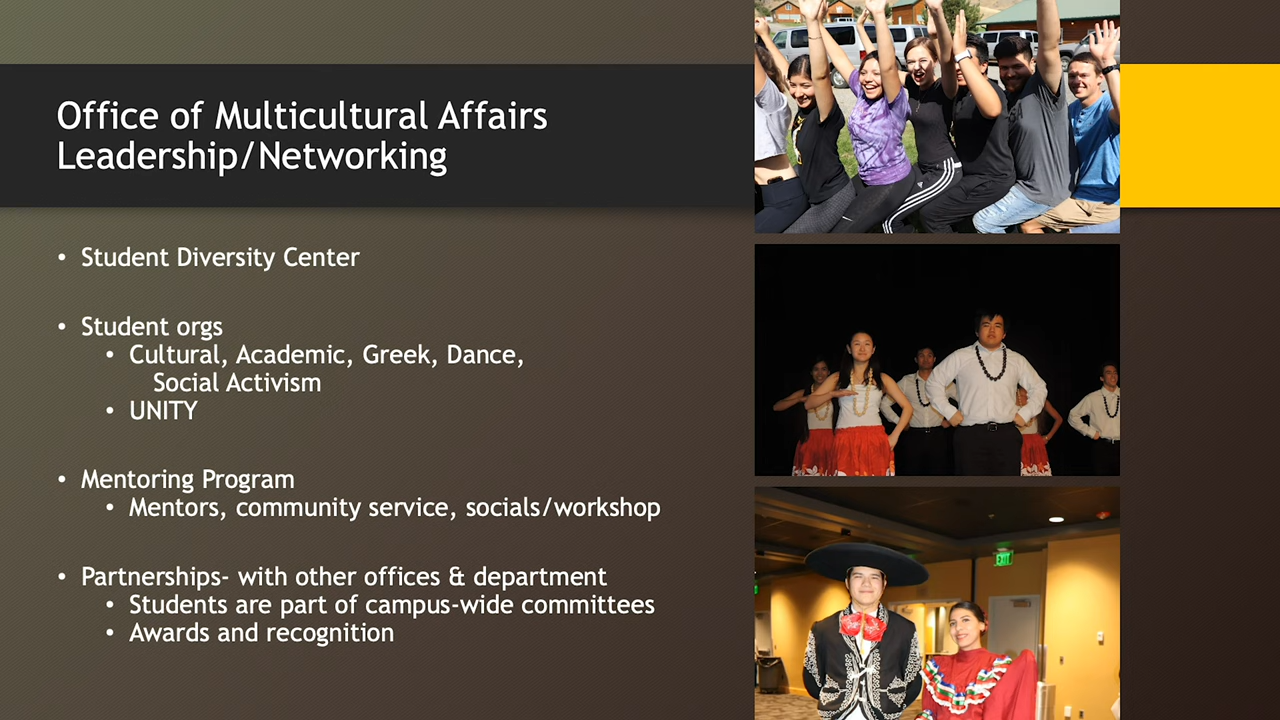 Office of Multicultural Affairs
Leadership/Networking
• Student Diversity Center
• Student orgs
• Cultural, Academic, Greek, Dance,
Social Activism
• UNITY
• Mentoring Program
• Mentors, community service, socials/workshop
• Partnerships- with other offices & department
• Students are part of campus-wide committees
• Awards and recognition
EXIT